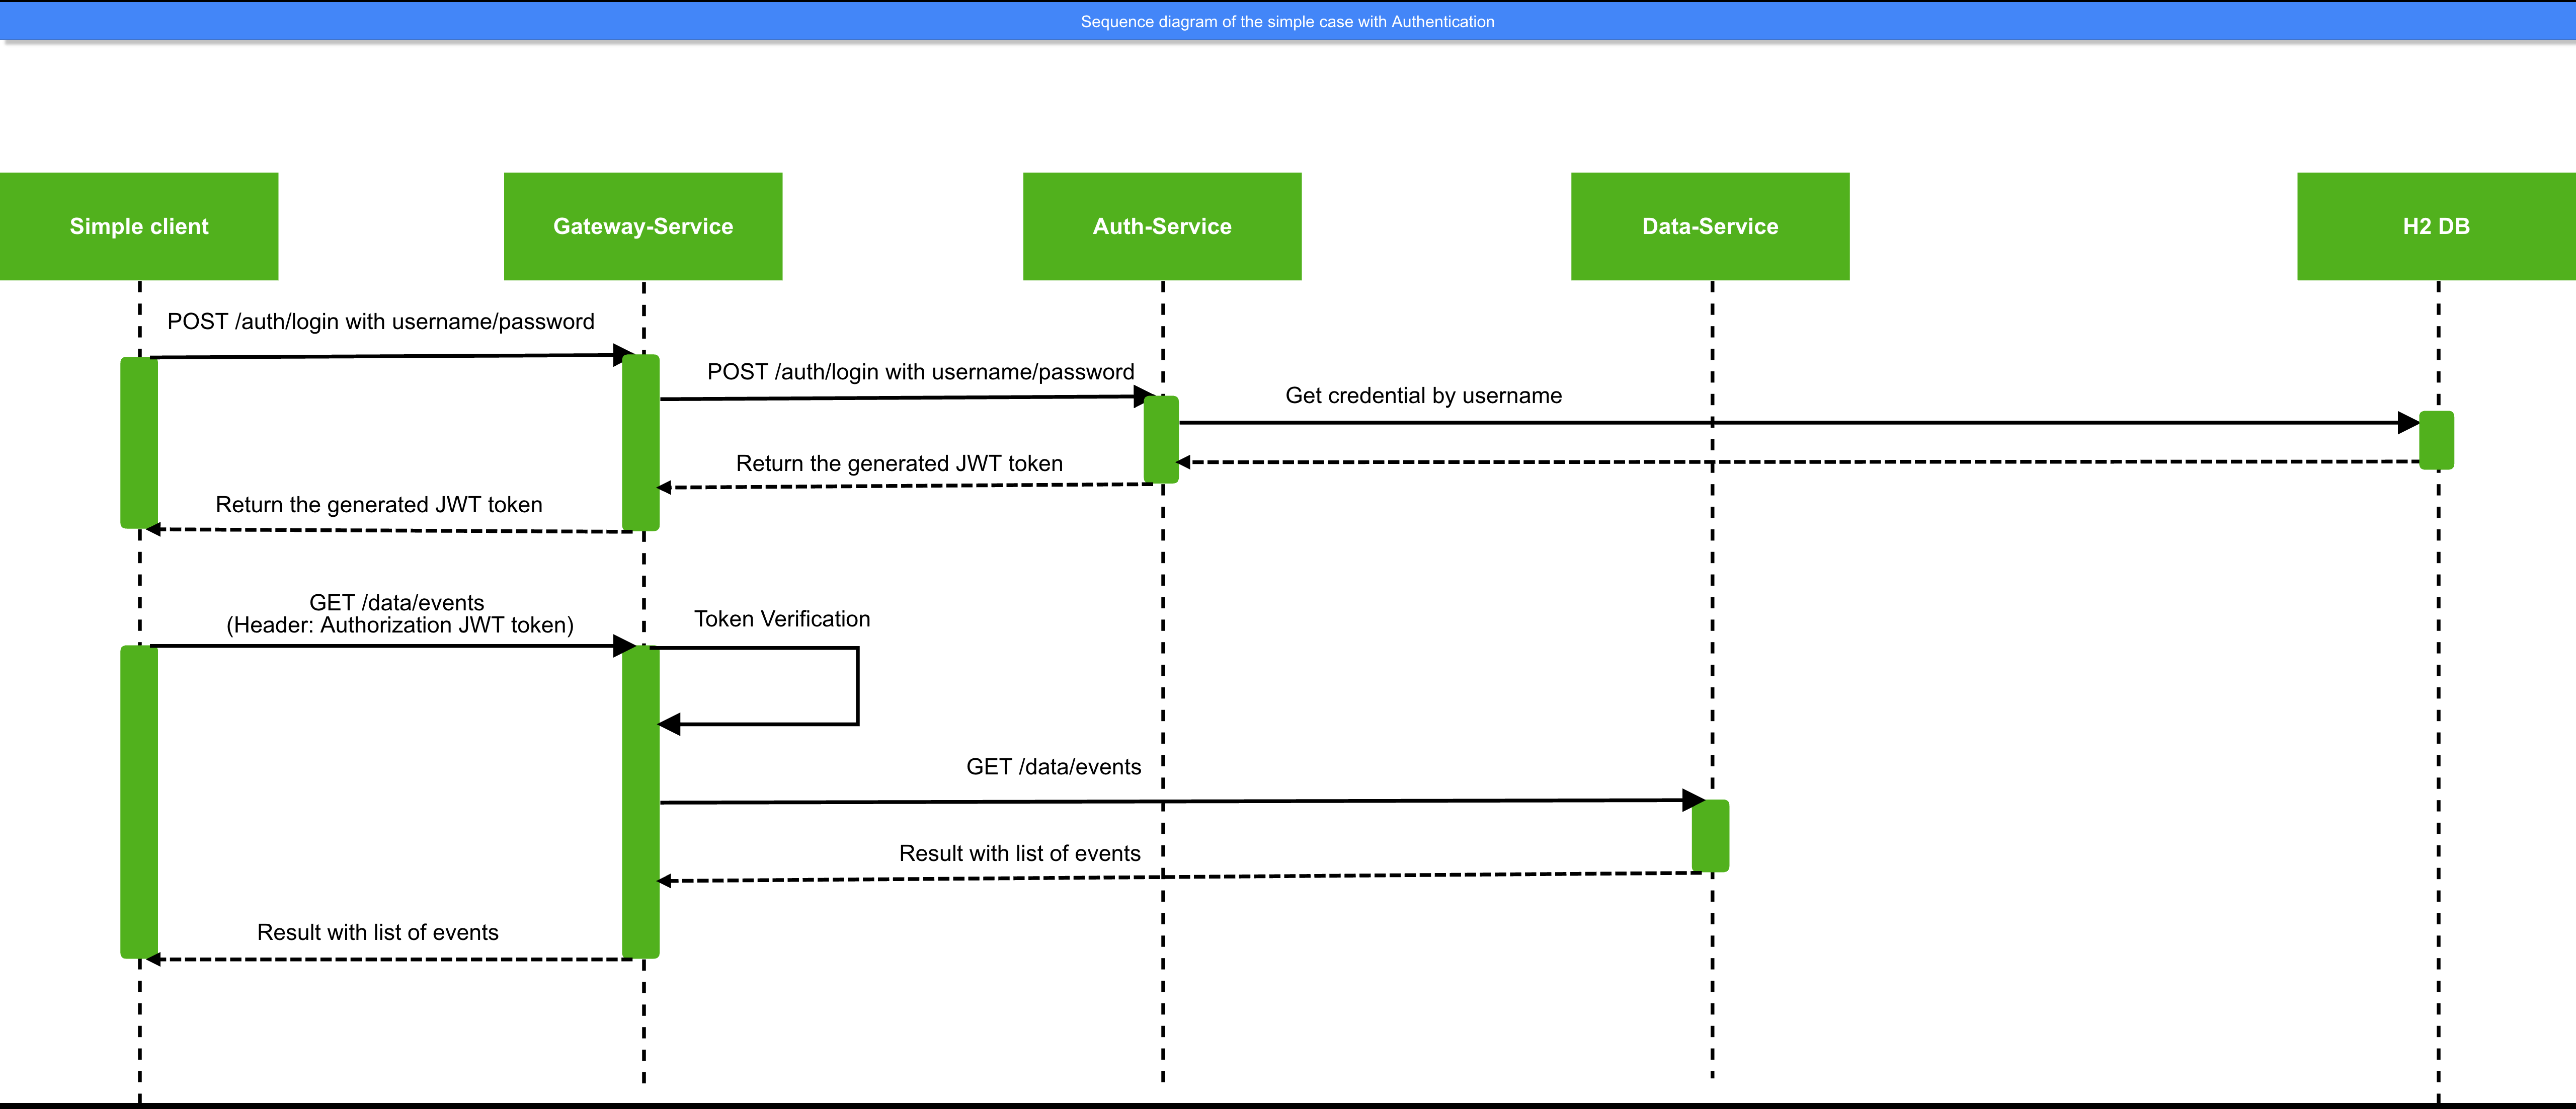 Sequence diagram of the simple case with Authentication
Simple client
Gateway-Service
Auth-Service
Data-Service
H2 DB
POST /auth/login with username/password
POST /auth/login with username/password
Get credential by username
Return the generated JWT token
Return the generated JWT token
GET /data/events
(Header: Authorization JWT token)
Token Verification
GET /data/events
Result with list of events
Result with list of events